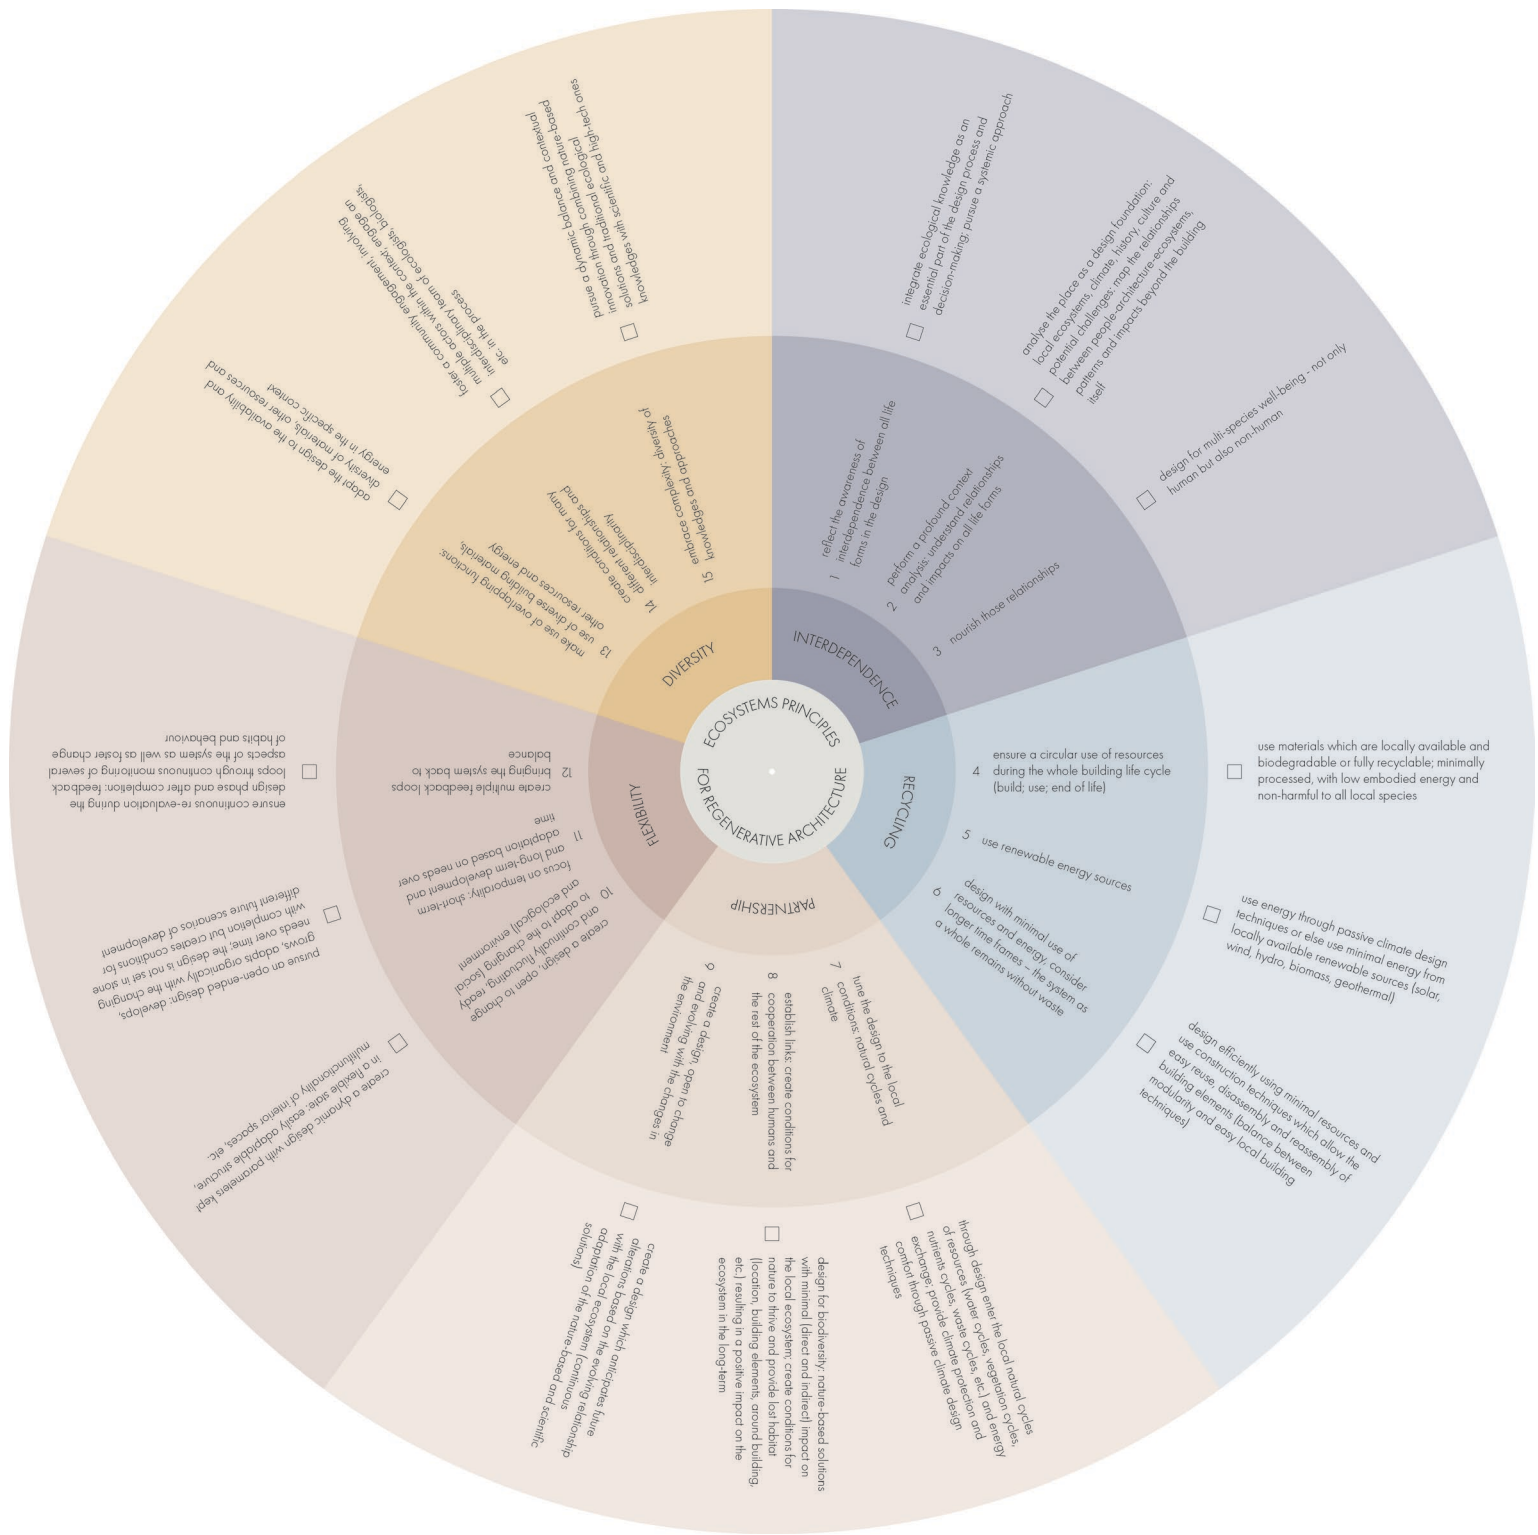 ECOSYSTEMS PRINCIPLES
FOR REGENERATIVE ARCHITECTURE
INTERDEPENDENCE
1
reflect the awareness of
interdependence between all life
forms in the design
integrate ecological knowledge as an
essential part of the design process and
decision-making; pursue a systemic approach
2
perform a profound context
analysis: understand relationships
and impacts on all life forms
analyse the place as a design foundation:
local ecosystems, climate, history, culture and
potential challenges; map the relationships
between people-architecture-ecosystems,
patterns and impacts beyond the building
itself
3
nourish those relationships
design for multi-species well-being - not only
human but also non-human
RECYCLING
4
ensure a circular use of resources
during the whole building life cycle
(build; use; end of life)
use materials which are locally available and
biodegradable or fully recyclable; minimally
processed, with low embodied energy and
non-harmful to all local species
5
use renewable energy sources
use energy through passive climate design
techniques or else use minimal energy from
locally available renewable sources (solar,
wind, hydro, biomass, geothermal)
6
design with minimal use of
resources and energy, consider
longer time frames – the system as
a whole remains without waste
design efficiently using minimal resources and
use construction techniques which allow the
easy reuse, disassembly and reassembly of
building elements (balance between
modularity and easy local building
techniques)
PARTNERSHIP
7
tune the design to the local
conditions: natural cycles and
climate
through design enter the local natural cycles
of resources (water cycles, vegetation cycles,
nutrients cycles, waste cycles, etc.) and energy
exchange; provide climate protection and
comfort through passive climate design
techniques
8
establish links: create conditions for
cooperation between humans and
the rest of the ecosystem
design for biodiversity: nature-based solutions
with minimal (direct and indirect) impact on
the local ecosystem; create conditions for
nature to thrive and provide lost habitat
(location, building elements, around building,
etc.) resulting in a positive impact on the
ecosystem in the long-term
9
create a design, open to change
and evolving with the changes in
the environment
create a design which anticipates future
alterations based on the evolving relationship
with the local ecosystem (continuous
adaptation of the nature-based and scientific
solutions)
FLEXIBILITY
10
create a design, open to change
and continually fluctuating, ready
to adapt to the changing (social
and ecological) environment
create a dynamic design with parameters kept
in a flexible state: easily adaptable structure,
multifunctionality of interior spaces, etc.
11
focus on temporality: short-term
and long-term development and
adaptation based on needs over
time
pursue an open-ended design: develops,
grows, adapts organically with the changing
needs over time; the design is not set in stone
with completion but creates conditions for
different future scenarios of development
12
create multiple feedback loops
bringing the system back to
balance
ensure continuous re-evaluation during the
design phase and after completion: feedback
loops through continuous monitoring of several
aspects of the system as well as foster change
of habits and behaviour
DIVERSITY
13
make use of overlapping functions:
use of diverse building materials,
other resources and energy
adapt the design to the availability and
diversity of materials, other resources and
energy in the specific context
14
create conditions for many
different relationships and
interdisciplinarity
foster a community engagement, involving
multiple actors within the context; engage an
interdisciplinary team of ecologists, biologists,
etc. in the process
15
embrace complexity: diversity of
knowledges and approaches
pursue a dynamic balance and contextual
innovation through combining nature-based
solutions and traditional ecological
knowledges with scientific and high-tech ones